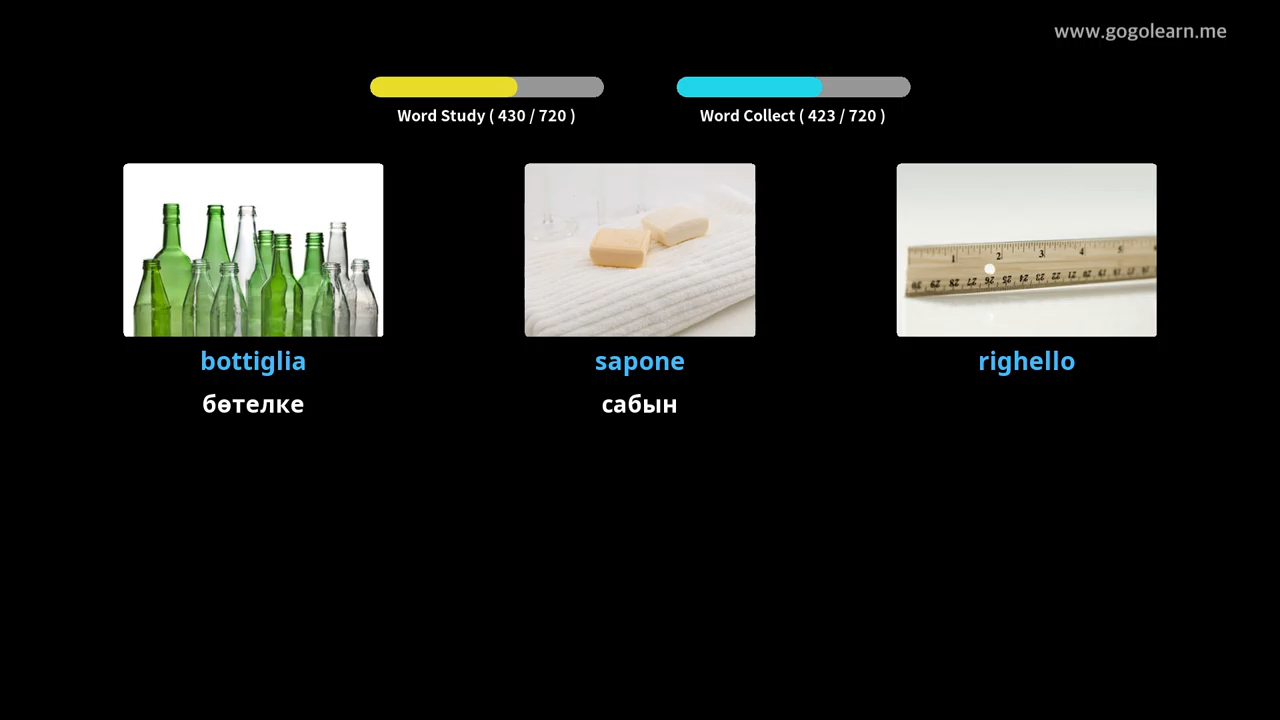 www.gogolearn.me
Word Study ( 430 / 720 )
Word Collect ( 423 / 720 )
bottiglia
sapone
righello
бөтелке
сабын